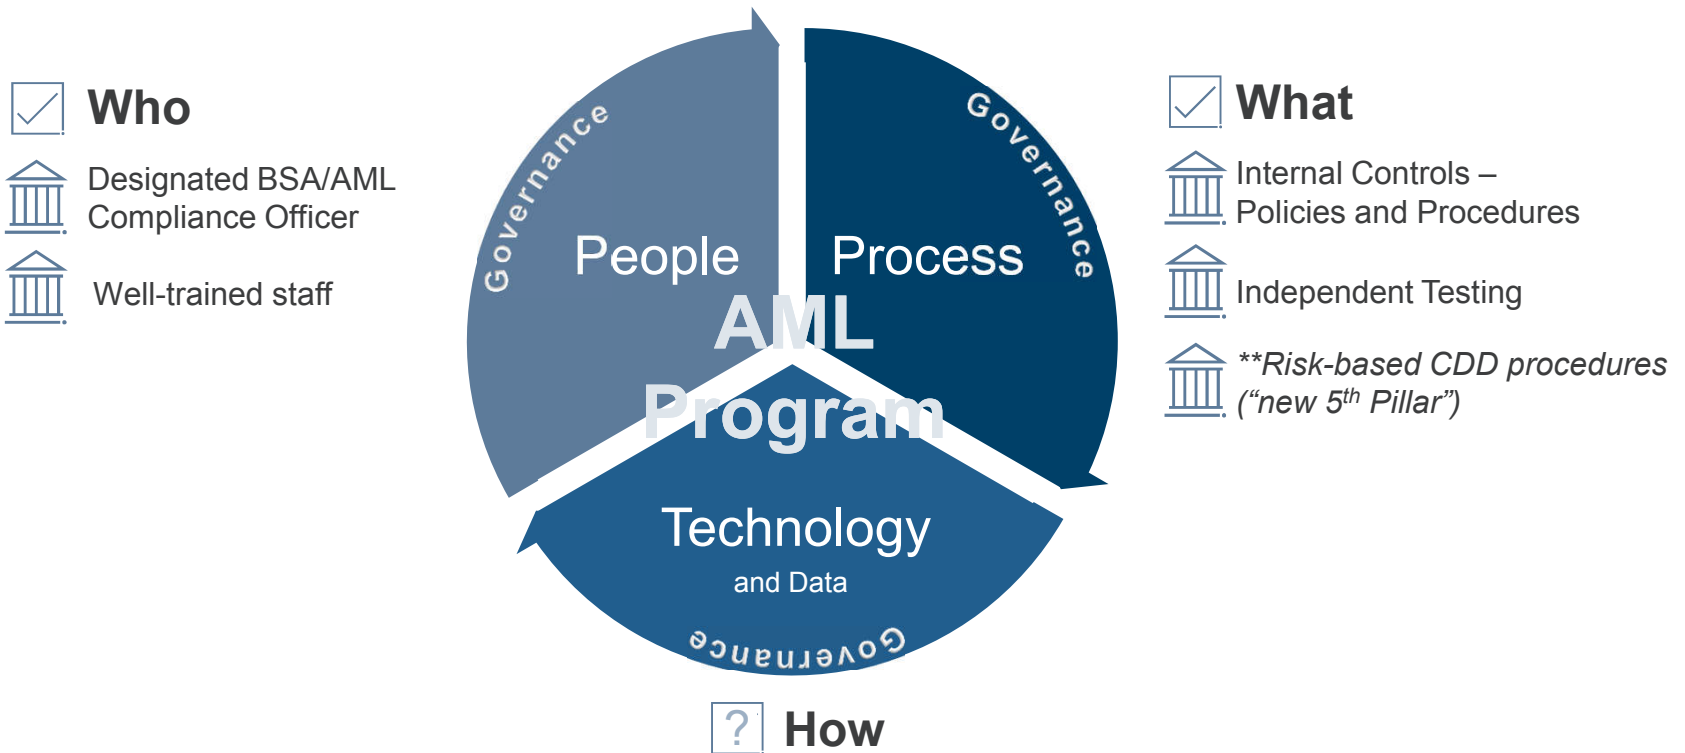 Who
Designated BSA/AML
Compliance Officer
Well-trained staff
Governance
People
Governance
Process
AML
Program
Technology
and Data
Governance
What
Internal Controls –
Policies and Procedures
Independent Testing
**Risk-based CDD procedures
(“new 5th Pillar”)
?
How